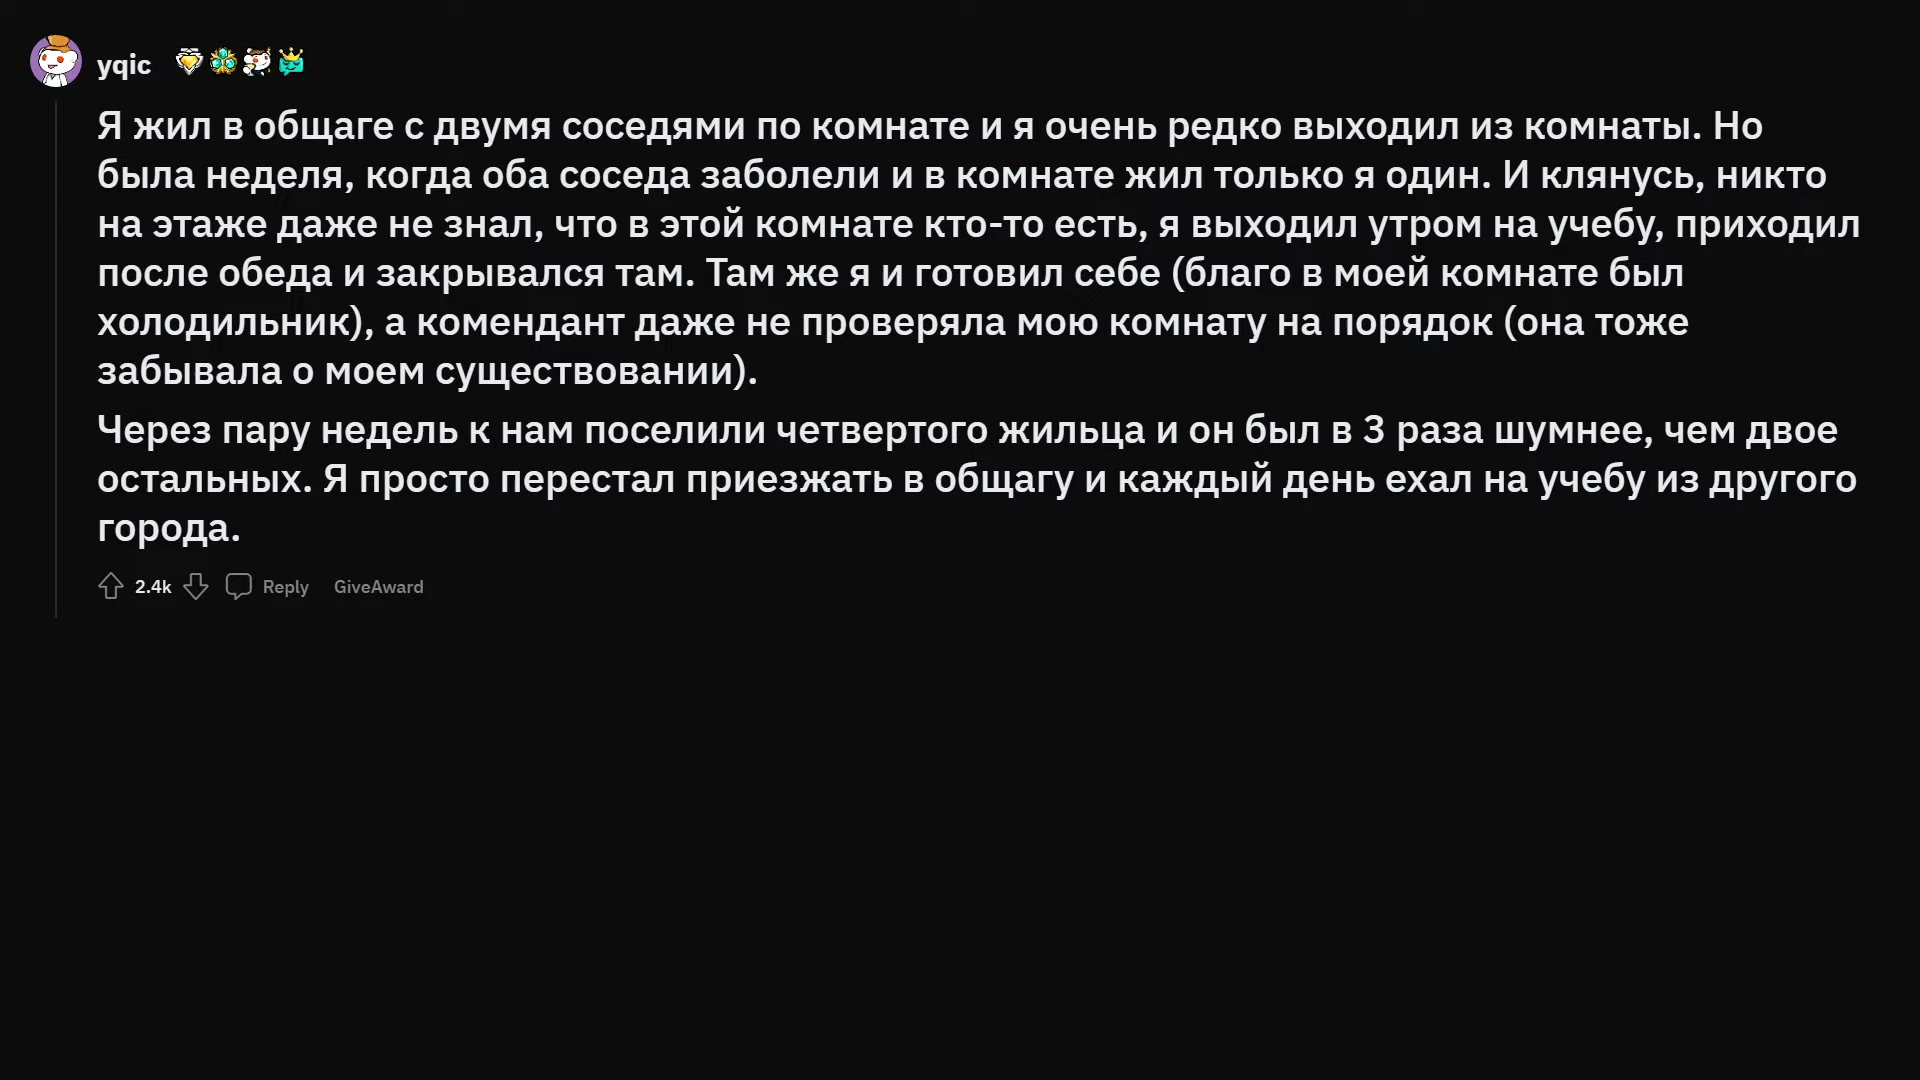 yqic
Я жил в общаге с двумя соседями по комнате и я очень редко выходил из комнаты. Но
была неделя, когда оба соседа заболели и в комнате жил только я один. И клянусь, никто
на этаже даже не знал, что в этой комнате кто-то есть, я выходил утром на учебу, приходил
после обеда и закрывался там. Там же я и готовил себе (благо в моей комнате был
холодильник), а комендант даже не проверяла мою комнату на порядок (она тоже
забывала о моем существовании).
Через пару недель к нам поселили четвертого жильца и он был в 3 раза шумнее, чем двое
остальных. Я просто перестал приезжать в общагу и каждый день ехал на учебу из другого
города.
2.4k Reply GiveAward